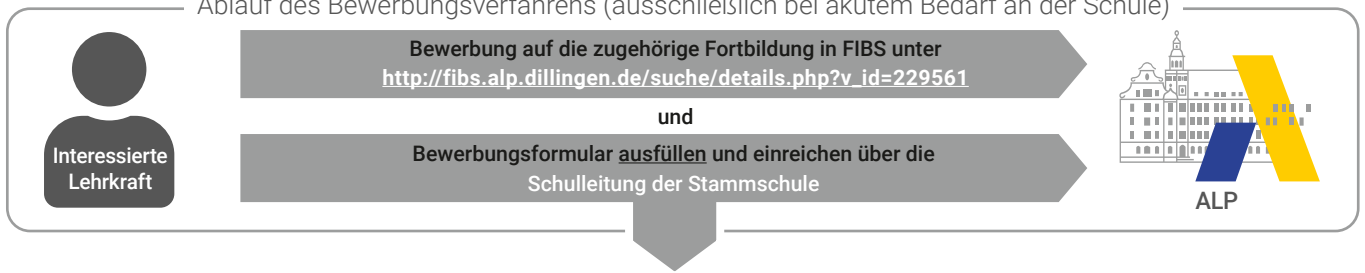 Ablauf des Bewerbungsverfahrens (ausschließlich bei akutem Bedarf an der Schule)
Bewerbung auf die zugehörige Fortbildung in FIBS unter
http://fibs.alp.dillingen.de/suche/details.php?v_id=229561
und
Interessierte
Lehrkraft
Bewerbungsformular ausfüllen und einreichen über die
Schulleitung der Stammschule
ALP